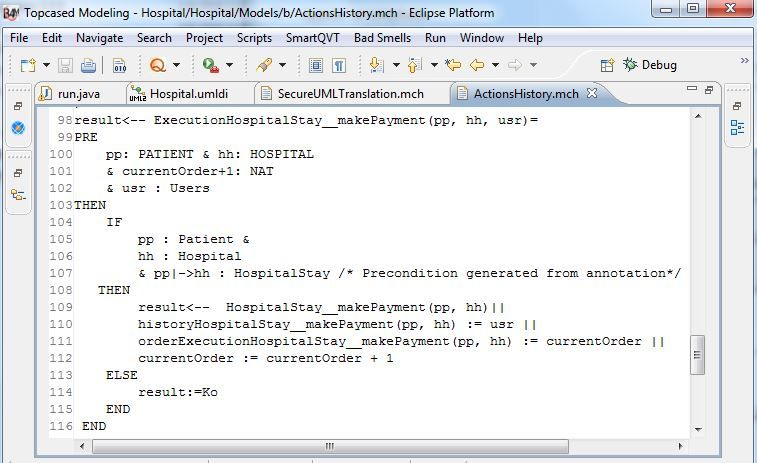 Topcased Modeling - Hospital/Hospital/Models/b/ActionsHistory.mch - Eclipse Platform
File Edit Navigate Search Project Scripts SmartQVT Bad Smells Run Window Help
Debug
run.java Hospital.umldi SecureUMLTranslation.mch ActionsHistory.mch
98 result<-- ExecutionHospitalStay__makePayment(pp, hh, usr)=
99 PRE
100 pp: PATIENT & hh: HOSPITAL
101 & currentOrder+1: NAT
102 & usr : Users
103 THEN
104 IF
105 pp : Patient &
106 hh : Hospital
107 & pp|->hh : HospitalStay /* Precondition generated from annotation*/
108 THEN
109 result<-- HospitalStay__makePayment(pp, hh)||
110 historyHospitalStay__makePayment(pp, hh) := usr ||
111 orderExecutionHospitalStay__makePayment(pp, hh) := currentOrder ||
112 currentOrder := currentOrder + 1
113 ELSE
114 result:=Ko
115 END
116 END